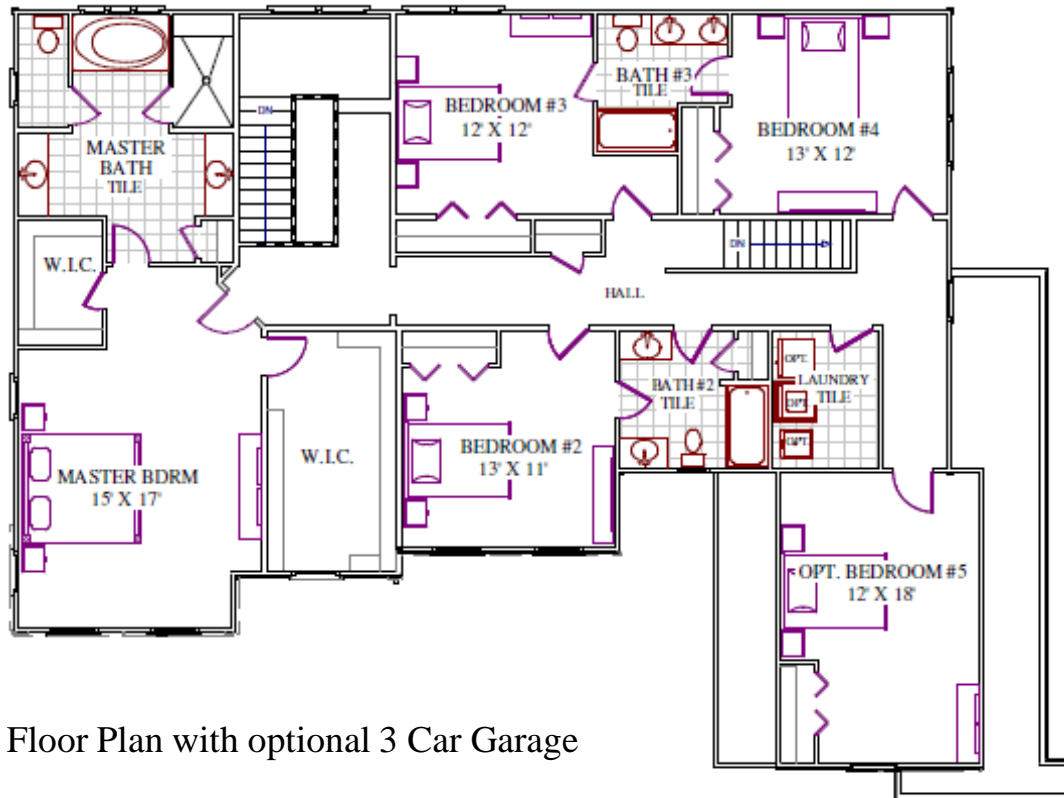 MASTER
BATH
TILE
DN
BEDROOM #3
12' X 12'
BATH #3
TILE
BEDROOM #4
13' X 12'
W.I.C.
DN
HALL
MASTER BDRM
15' X 17'
W.I.C.
BEDROOM #2
13' X 11'
BATH #2
TILE
OPT.
LAUNDRY
TILE
OPT.
OPT.
OPT. BEDROOM #5
12' X 18'
Floor Plan with optional 3 Car Garage